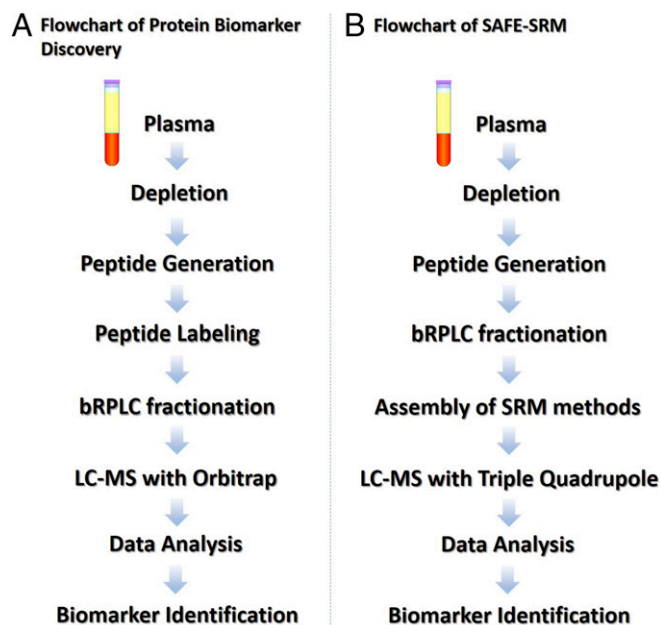 A Flowchart of Protein Biomarker
Discovery
Plasma
Depletion
Peptide Generation
Peptide Labeling
bRPLC fractionation
LC-MS with Orbitrap
Data Analysis
Biomarker Identification
B Flowchart of SAFE-SRM
Plasma
Depletion
Peptide Generation
bRPLC fractionation
Assembly of SRM methods
LC-MS with Triple Quadrupole
Data Analysis
Biomarker Identification